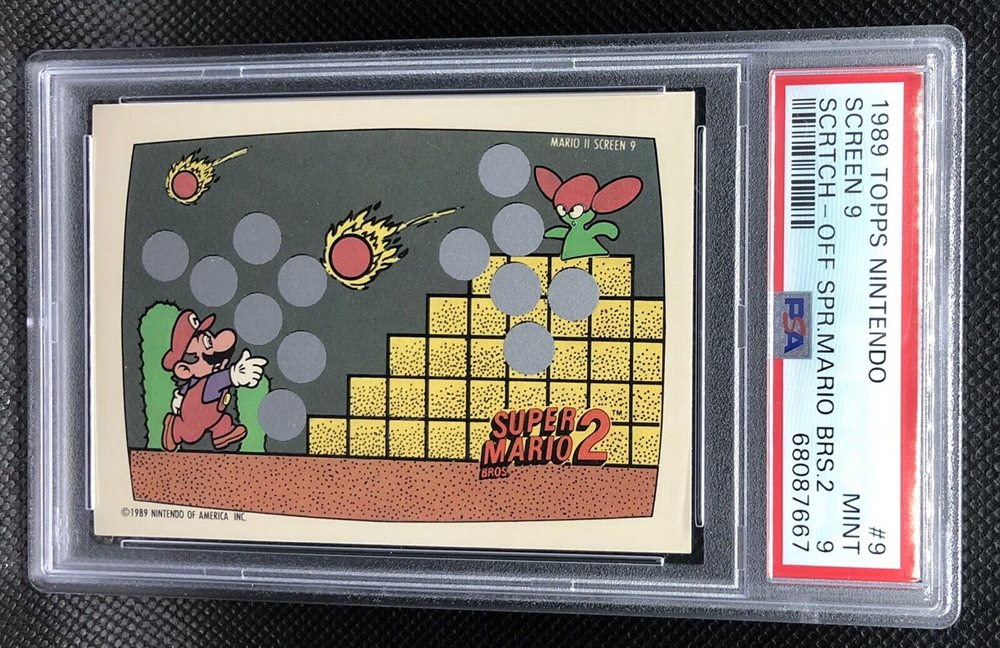 MARIO II SCREEN 9
SUPER
MARIO 2™
BROS
©1989 NINTENDO OF AMERICA INC.
1989 TOPPS NINTENDO #9
SCREEN 9 MINT
SCRTCH-OFF SPR.MARIO BRS.2 9
PSA 68087667